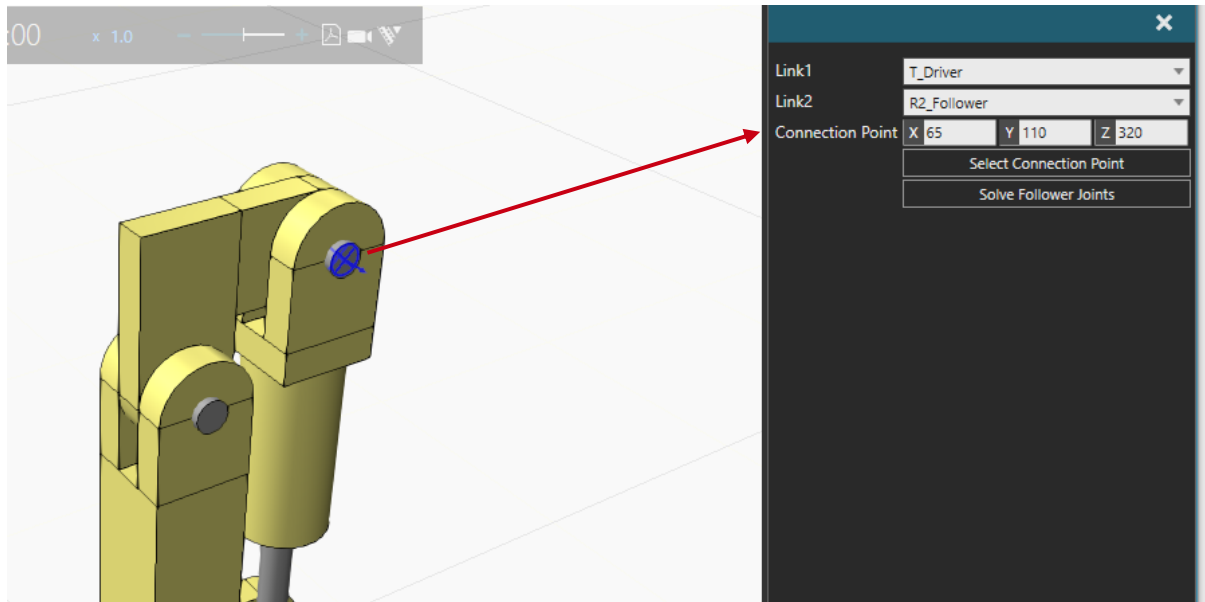 :00 x 1.0
Link1 T_Driver
Link2 R2_Follower
Connection Point X 65 Y 110 Z 320
Select Connection Point
Solve Follower Joints